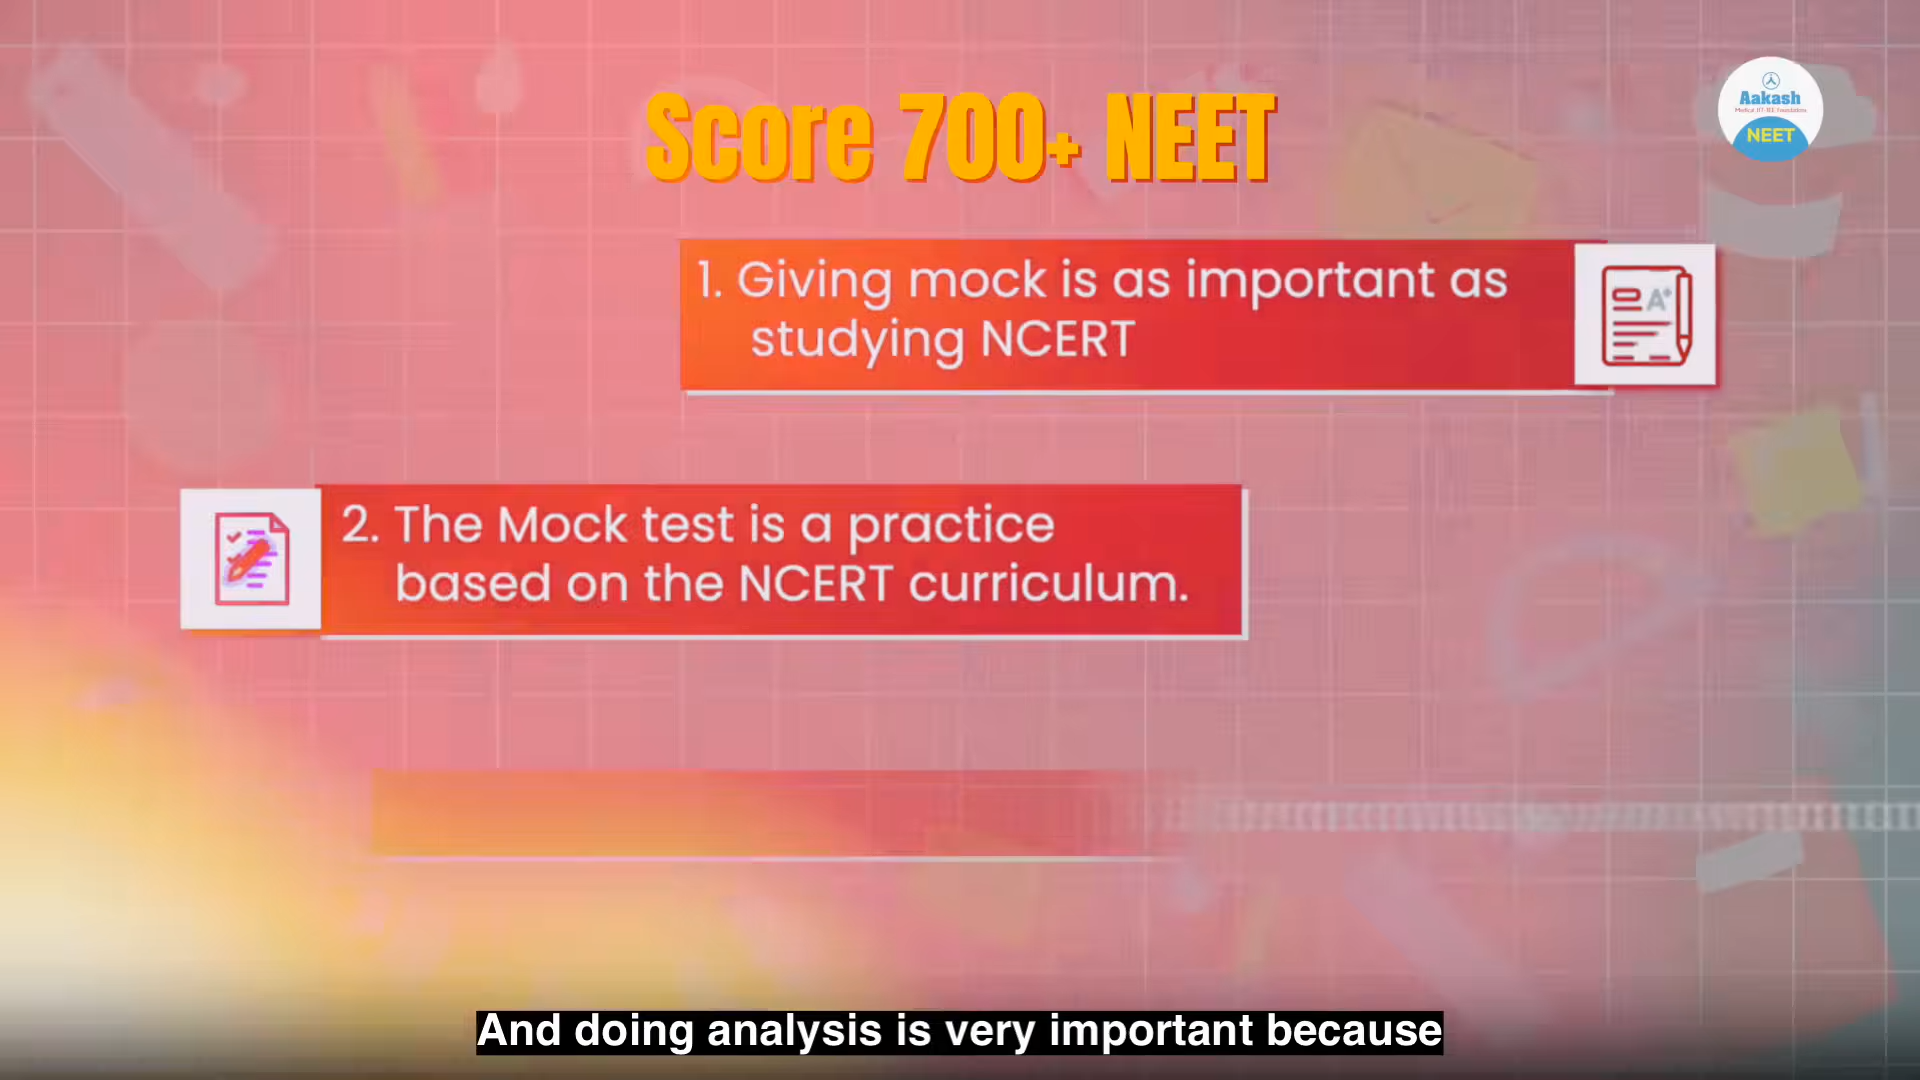 Score 700+ NEET
Aakash
NEET
1. Giving mock is as important as
studying NCERT
A+
2. The Mock test is a practice
based on the NCERT curriculum.
And doing analysis is very important because